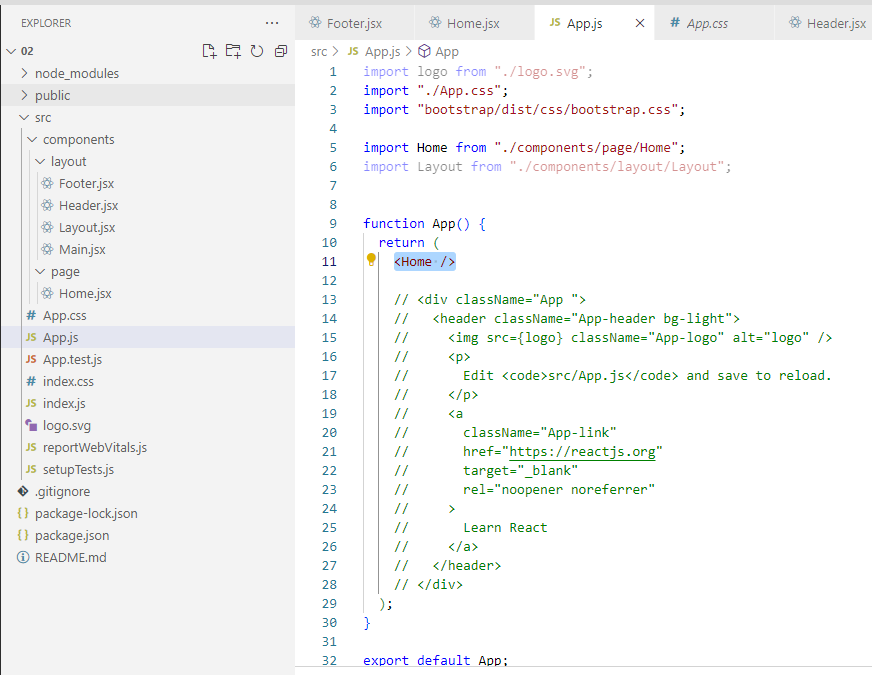 EXPLORER
02
node_modules
public
src
components
layout
Footer.jsx
Header.jsx
Layout.jsx
Main.jsx
page
Home.jsx
# App.css
JS App.js
JS App.test.js
# index.css
JS index.js
logo.svg
JS reportWebVitals.js
JS setupTests.js
.gitignore
{} package-lock.json
{} package.json
README.md
Footer.jsx Home.jsx JS App.js × # App.css Header.jsx
src > JS App.js > App
1 import logo from "./logo.svg";
2 import "./App.css";
3 import "bootstrap/dist/css/bootstrap.css";
4
5 import Home from "./components/page/Home";
6 import Layout from "./components/layout/Layout";
7
8
9 function App() {
10   return (
11     <Home />
12
13     // <div className="App ">
14     //   <header className="App-header bg-light">
15     //     <img src={logo} className="App-logo" alt="logo" />
16     //     <p>
17     //       Edit <code>src/App.js</code> and save to reload.
18     //     </p>
19     //     <a
20     //       className="App-link"
21     //       href="https://reactjs.org"
22     //       target="_blank"
23     //       rel="noopener noreferrer"
24     //     >
25     //       Learn React
26     //     </a>
27     //   </header>
28     // </div>
29   );
30 }
31
32 export default App;